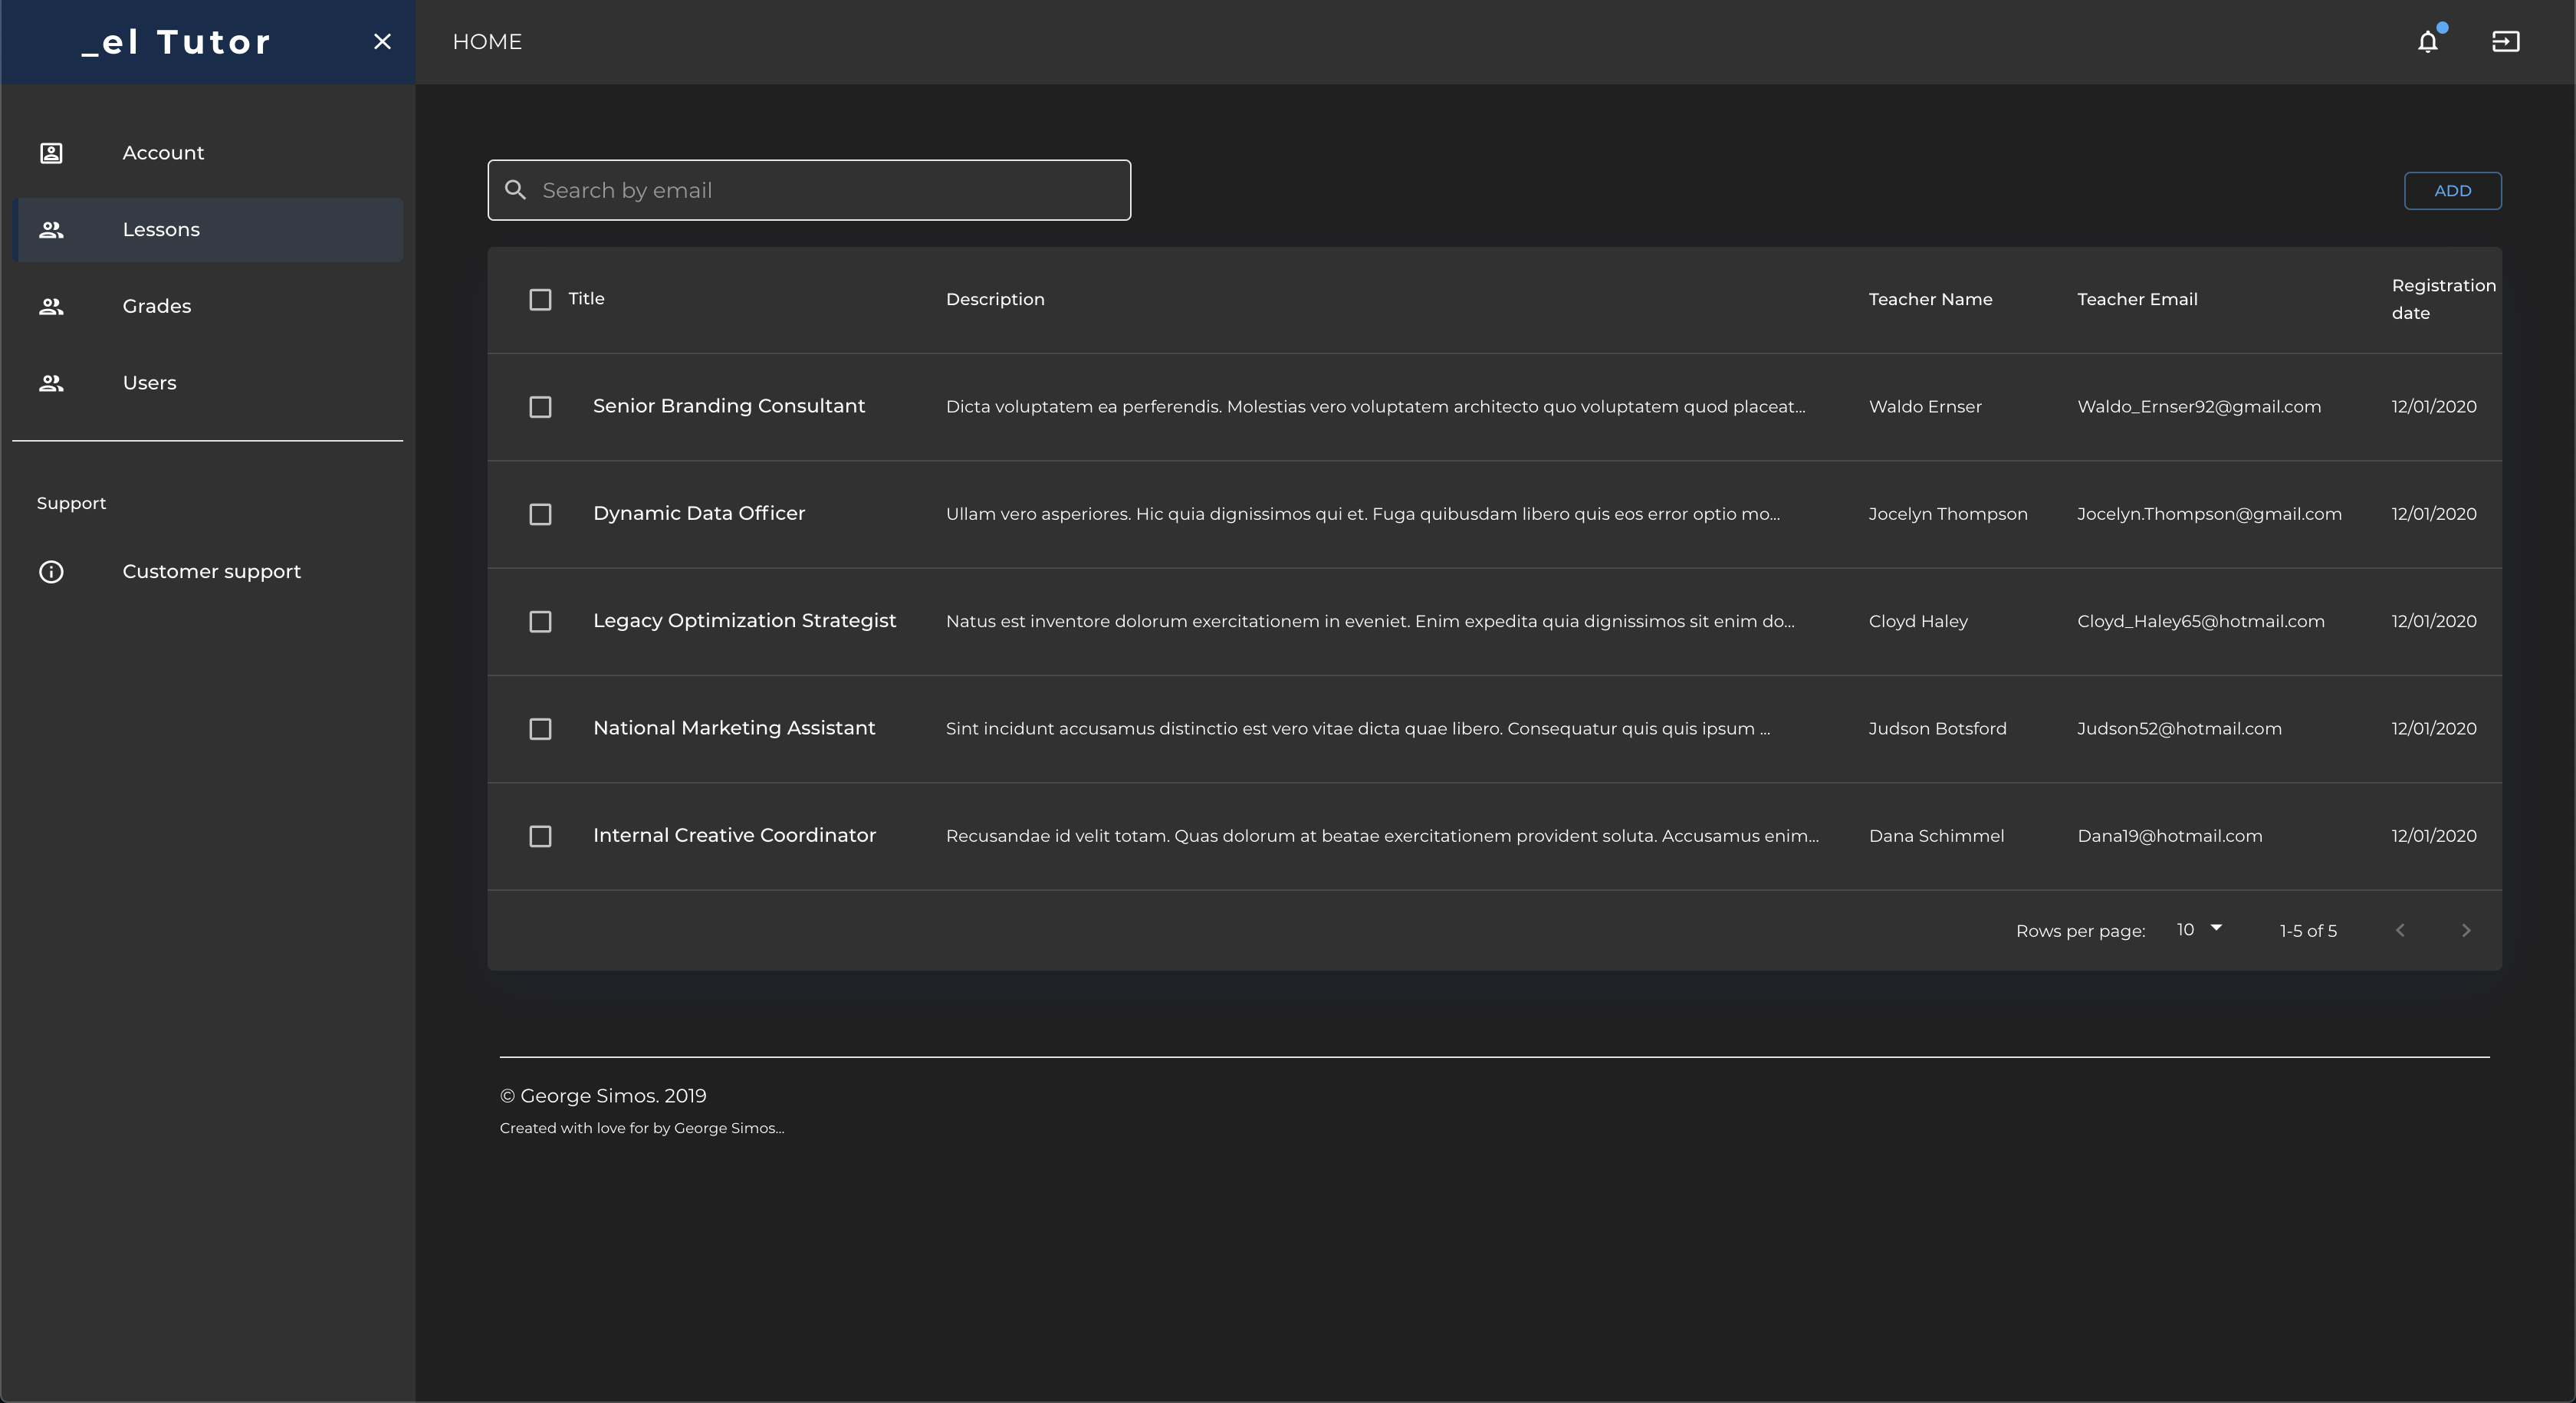 _el Tutor
HOME
Account
Lessons
Grades
Users
Support
Customer support
Search by email
ADD
Title Description Teacher Name Teacher Email Registration date
Senior Branding Consultant Dicta voluptatem ea perferendis. Molestias vero voluptatem architecto quo voluptatem quod placeat... Waldo Ernser Waldo_Ernser92@gmail.com 12/01/2020
Dynamic Data Officer Ullam vero asperiores. Hic quia dignissimos qui et. Fuga quibusdam libero quis eos error optio mo... Jocelyn Thompson Jocelyn.Thompson@gmail.com 12/01/2020
Legacy Optimization Strategist Natus est inventore dolorum exercitationem in eveniet. Enim expedita quia dignissimos sit enim do... Cloyd Haley Cloyd_Haley65@hotmail.com 12/01/2020
National Marketing Assistant Sint incidunt accusamus distinctio est vero vitae dicta quae libero. Consequatur quis quis ipsum ... Judson Botsford Judson52@hotmail.com 12/01/2020
Internal Creative Coordinator Recusandae id velit totam. Quas dolorum at beatae exercitationem provident soluta. Accusamus enim... Dana Schimmel Dana19@hotmail.com 12/01/2020
Rows per page: 10 1-5 of 5
© George Simos. 2019
Created with love for by George Simos...